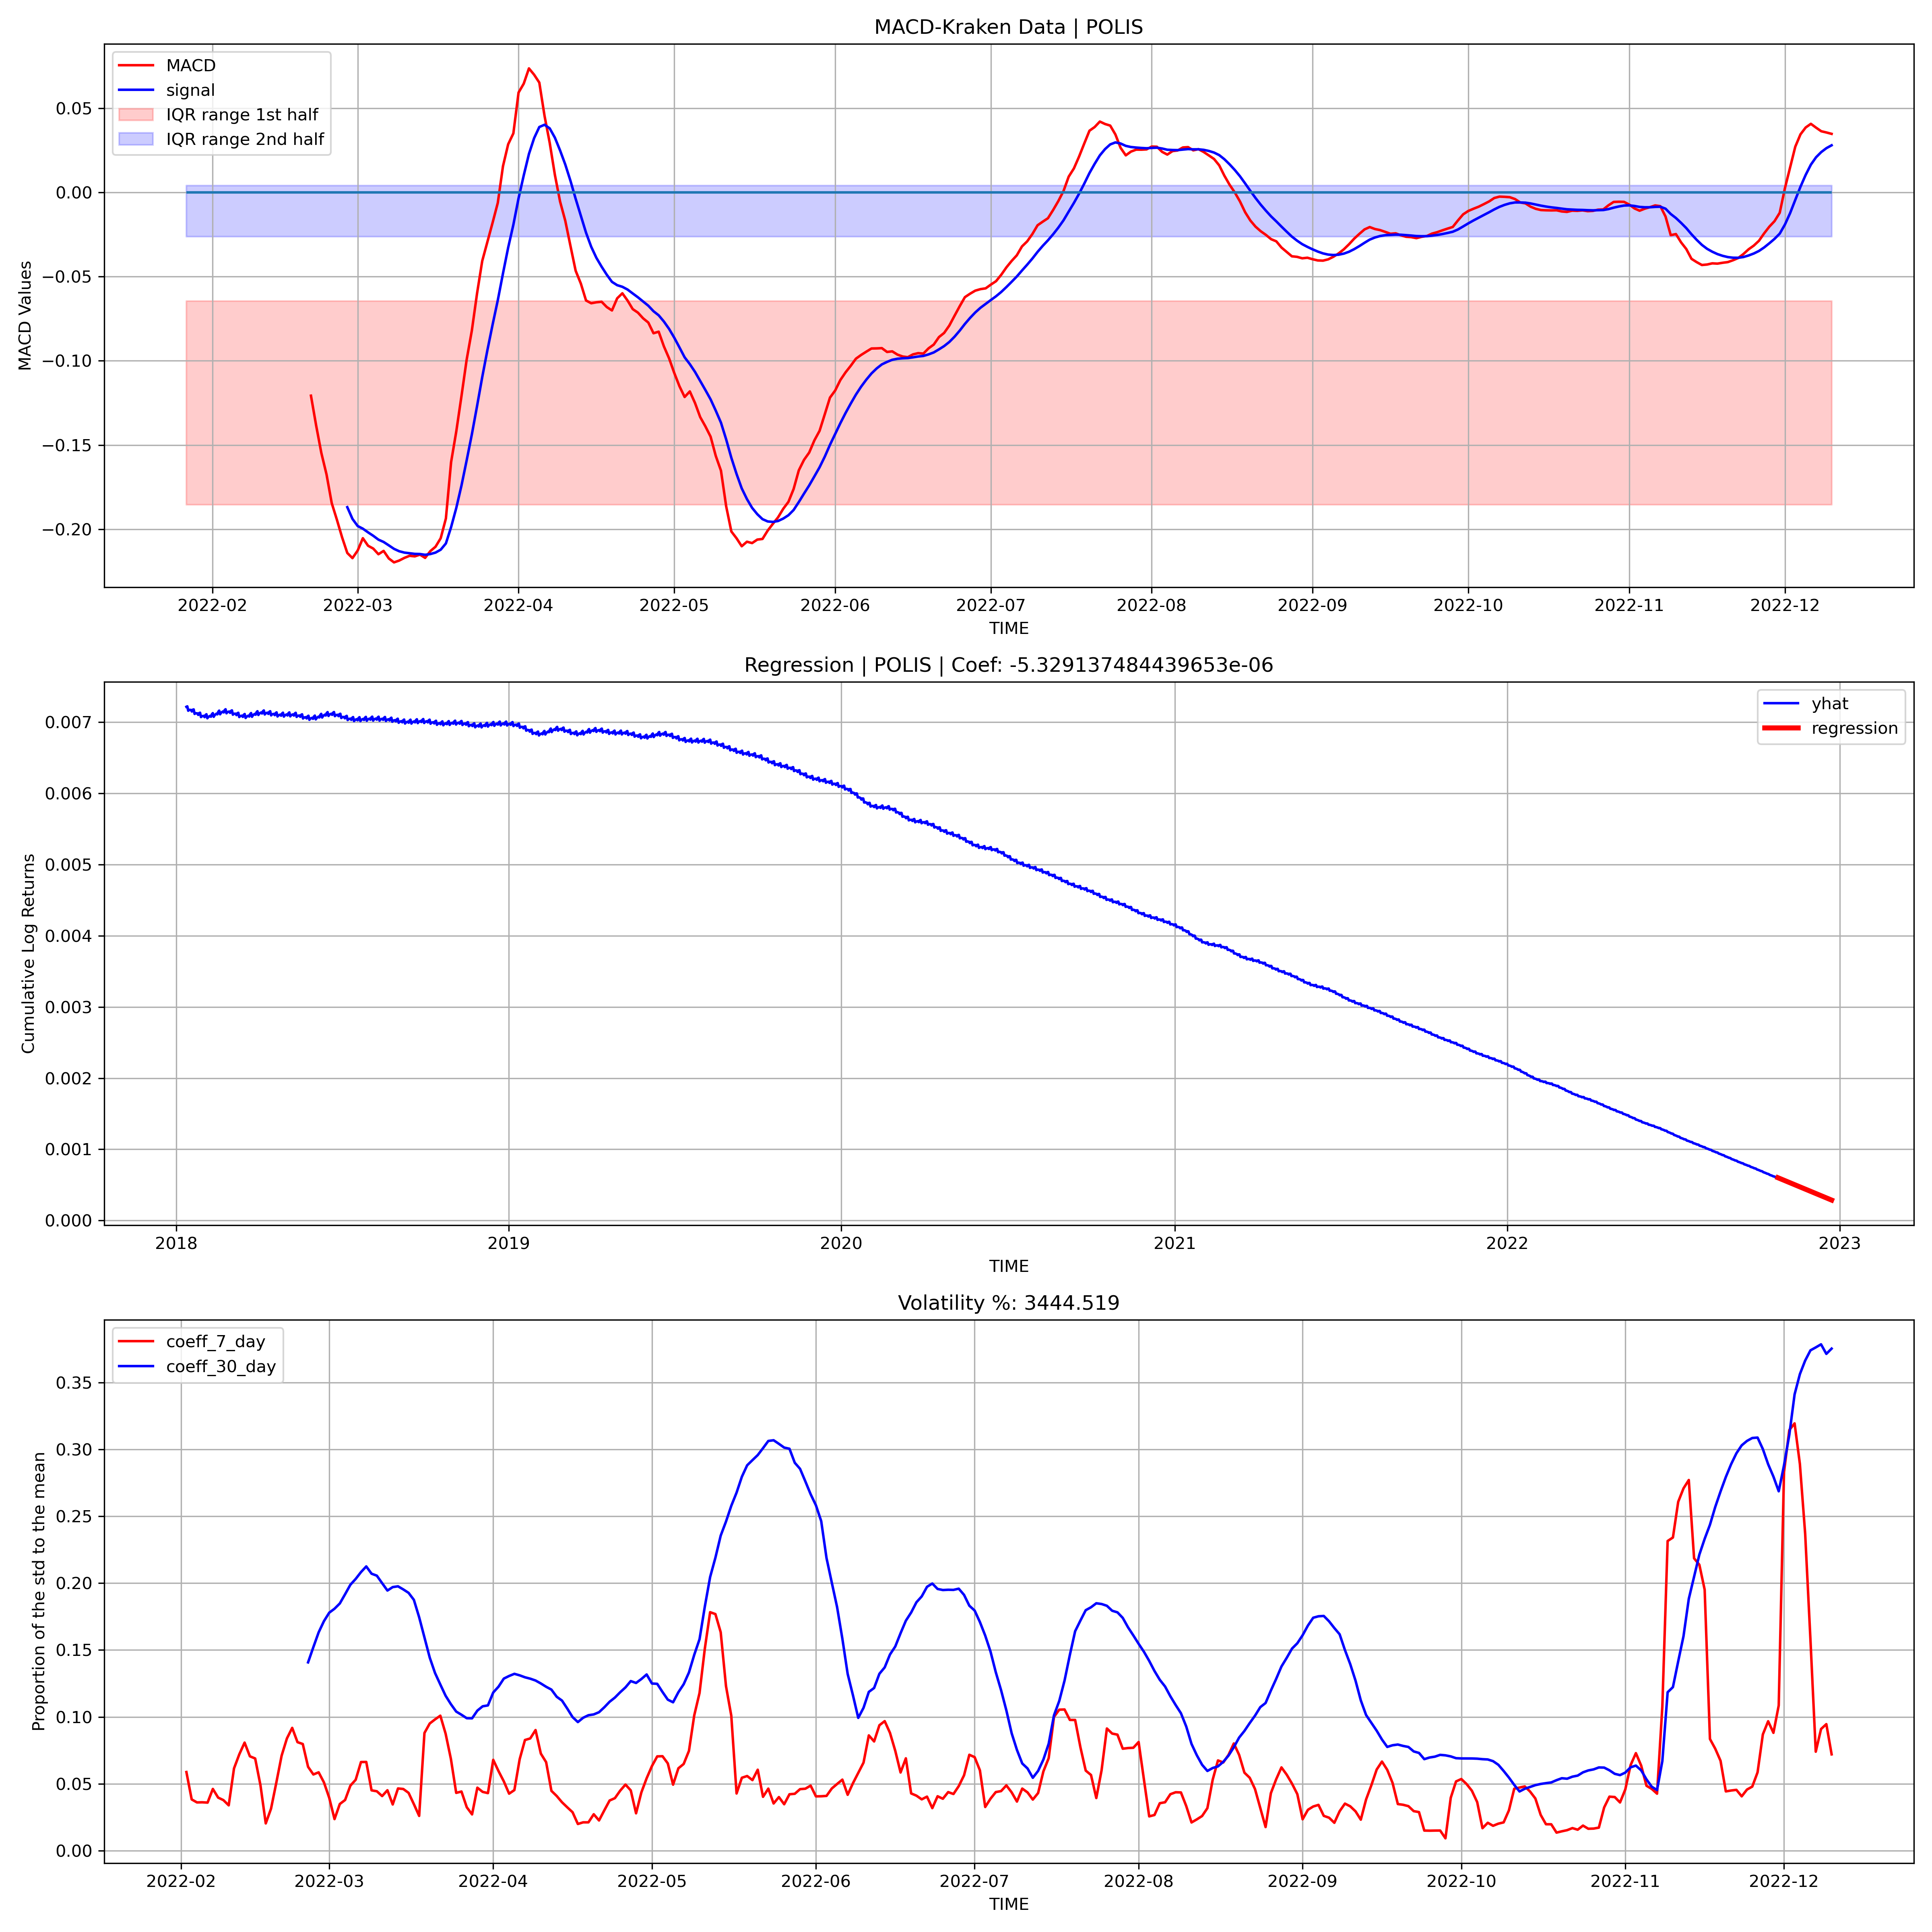 MACD-Kraken Data | POLIS
MACD
signal
IQR range 1st half
IQR range 2nd half
MACD Values
0.05
0.00
−0.05
−0.10
−0.15
−0.20
2022-02 2022-03 2022-04 2022-05 2022-06 2022-07 2022-08 2022-09 2022-10 2022-11 2022-12
TIME
Regression | POLIS | Coef: -5.329137484439653e-06
yhat
regression
Cumulative Log Returns
0.007
0.006
0.005
0.004
0.003
0.002
0.001
0.000
2018 2019 2020 2021 2022 2023
TIME
Volatility %: 3444.519
coeff_7_day
coeff_30_day
Proportion of the std to the mean
0.35
0.30
0.25
0.20
0.15
0.10
0.05
0.00
2022-02 2022-03 2022-04 2022-05 2022-06 2022-07 2022-08 2022-09 2022-10 2022-11 2022-12
TIME